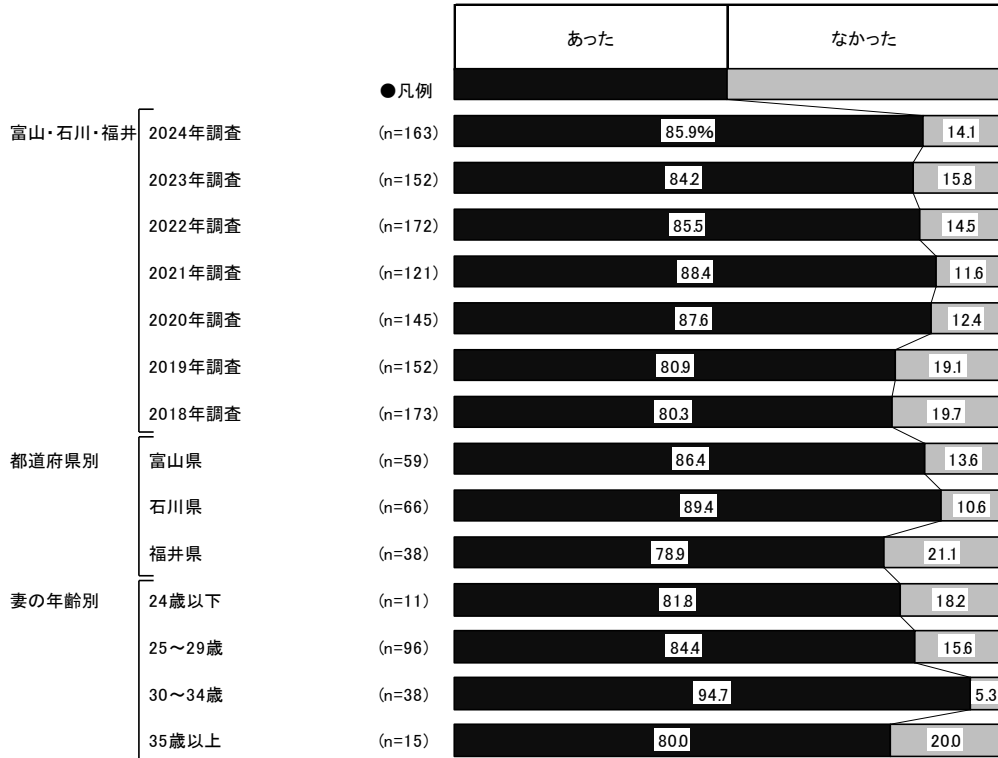 あった なかった
●凡例
富山・石川・福井 2024年調査 (n=163) 85.9% 14.1
2023年調査 (n=152) 84.2 15.8
2022年調査 (n=172) 85.5 14.5
2021年調査 (n=121) 88.4 11.6
2020年調査 (n=145) 87.6 12.4
2019年調査 (n=152) 80.9 19.1
2018年調査 (n=173) 80.3 19.7
都道府県別 富山県 (n=59) 86.4 13.6
石川県 (n=66) 89.4 10.6
福井県 (n=38) 78.9 21.1
妻の年齢別 24歳以下 (n=11) 81.8 18.2
25～29歳 (n=96) 84.4 15.6
30～34歳 (n=38) 94.7 5.3
35歳以上 (n=15) 80.0 20.0